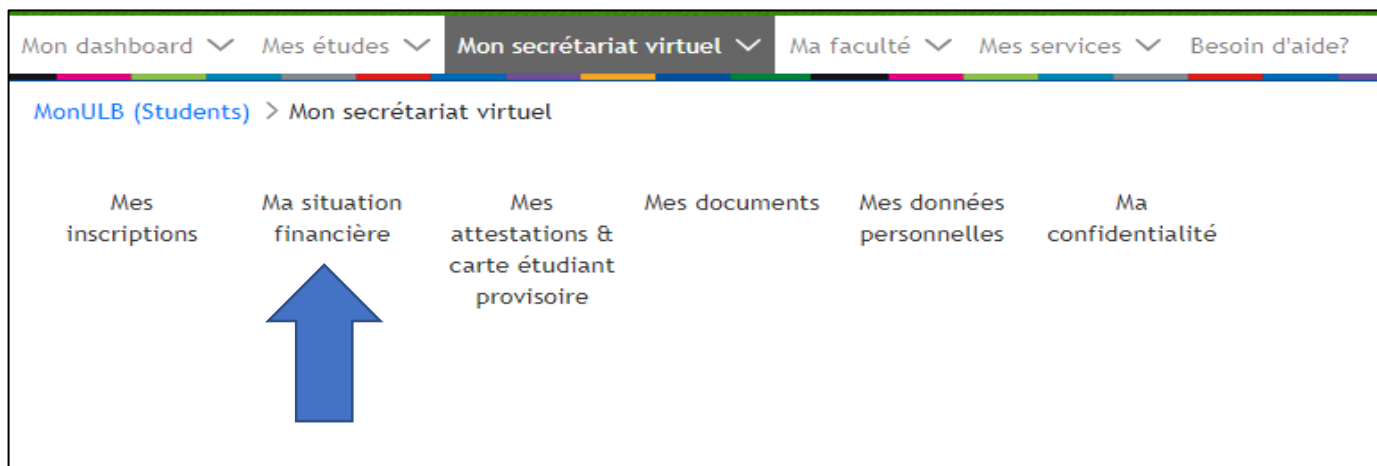 Mon dashboard Mes études Mon secrétariat virtuel Ma faculté Mes services Besoin d'aide?
MonULB (Students) > Mon secrétariat virtuel
Mes
inscriptions
Ma situation
financière
Mes
attestations &
carte étudiant
provisoire
Mes documents
Mes données
personnelles
Ma
confidentialité